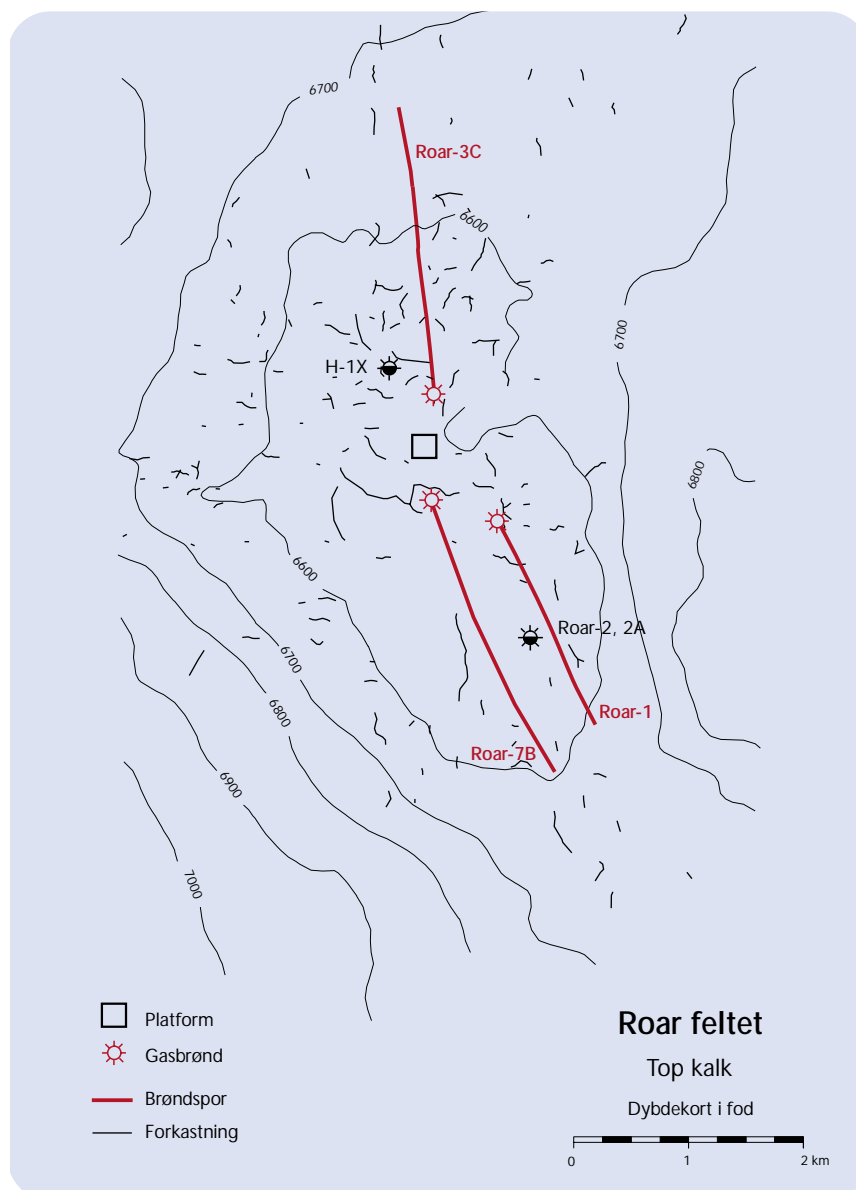 6700
Roar-3C
6600
6700
H-1X
6800
6600
Roar-2, 2A
6700
6800
Roar-1
Roar-7B
6900
7000
Platform
Gasbrønd
Brøndspor
Forkastning
Roar feltet
Top kalk
Dybdekort i fod
0 1 2 km